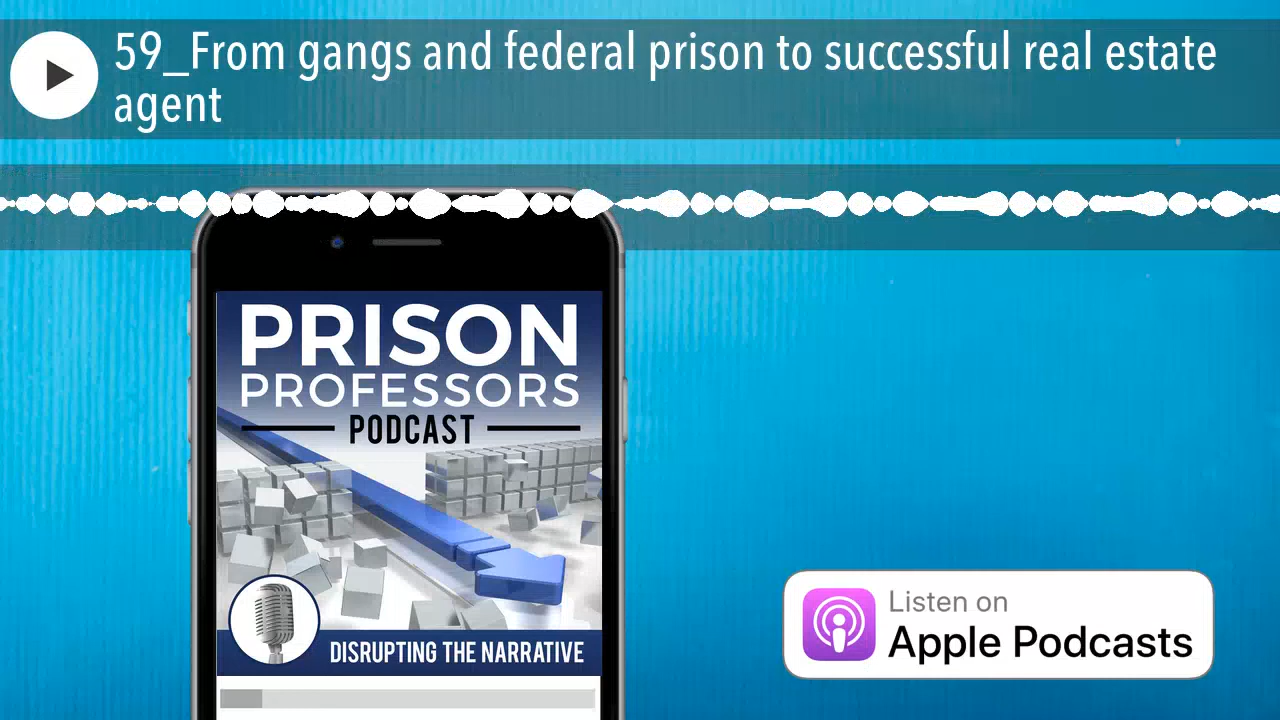 59_From gangs and federal prison to successful real estate
agent
PRISON
PROFESSORS
PODCAST
DISRUPTING THE NARRATIVE
Listen on
Apple Podcasts